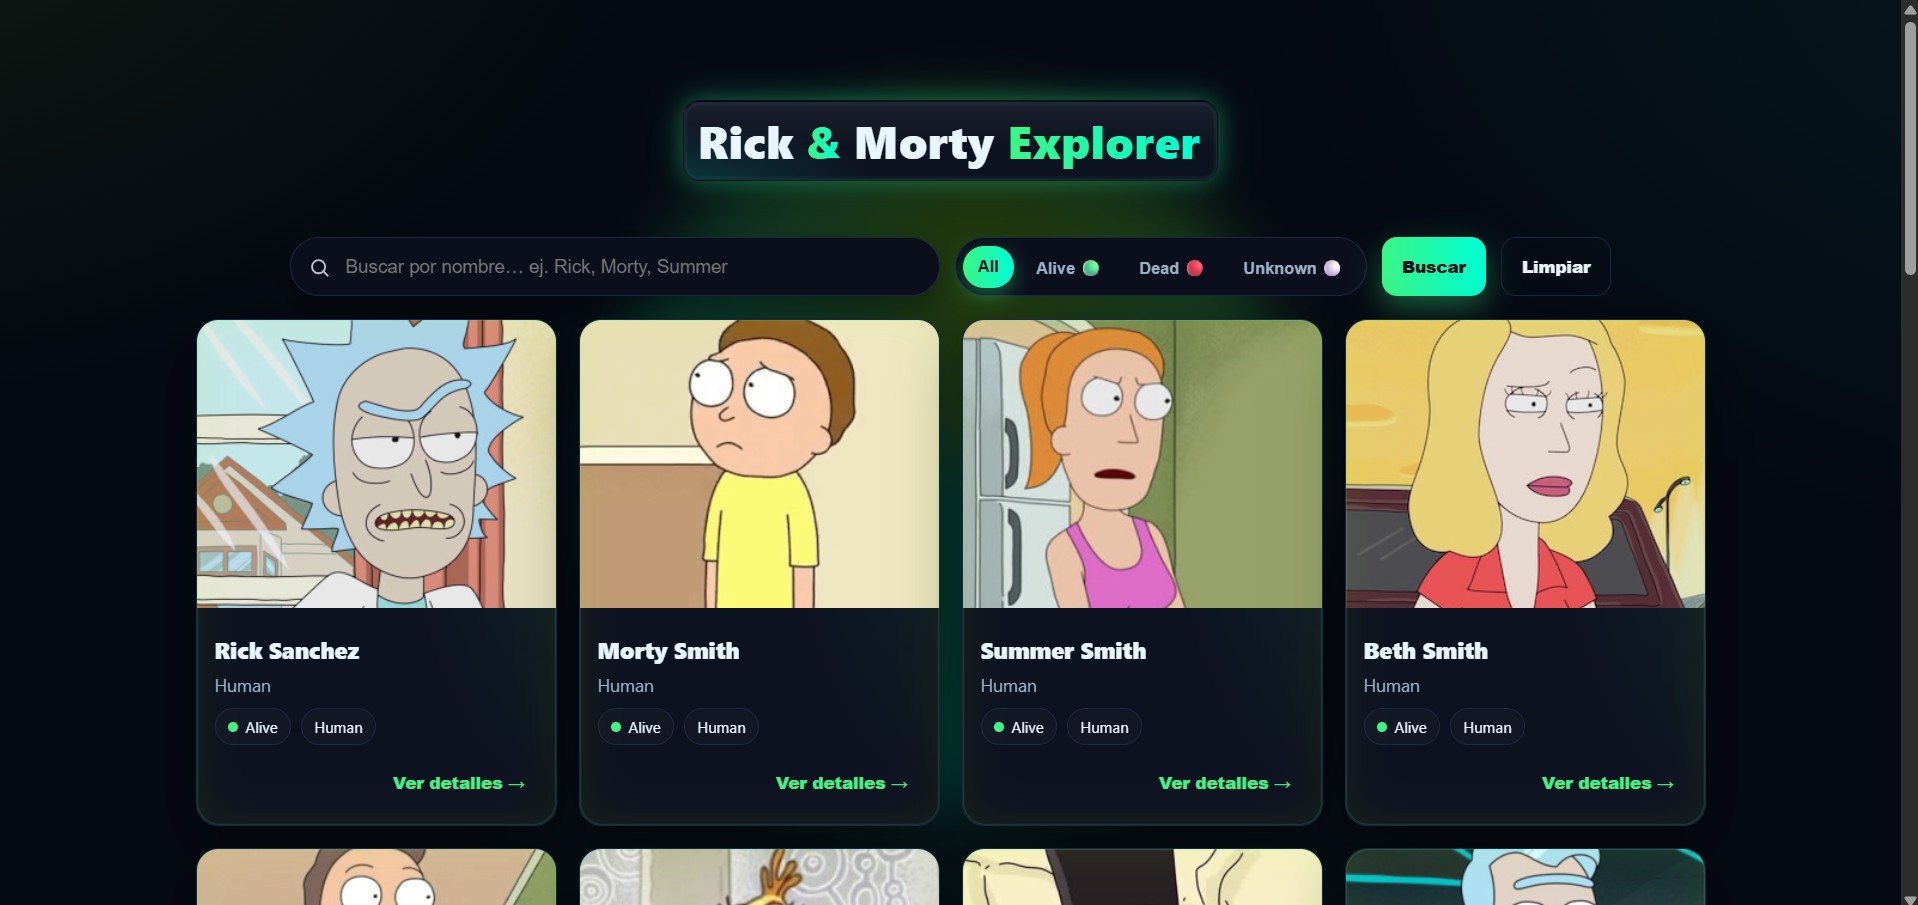 Rick & Morty Explorer
Buscar por nombre... ej. Rick, Morty, Summer
All Alive Dead Unknown Buscar Limpiar
Rick Sanchez
Human
Alive Human
Ver detalles →
Morty Smith
Human
Alive Human
Ver detalles →
Summer Smith
Human
Alive Human
Ver detalles →
Beth Smith
Human
Alive Human
Ver detalles →